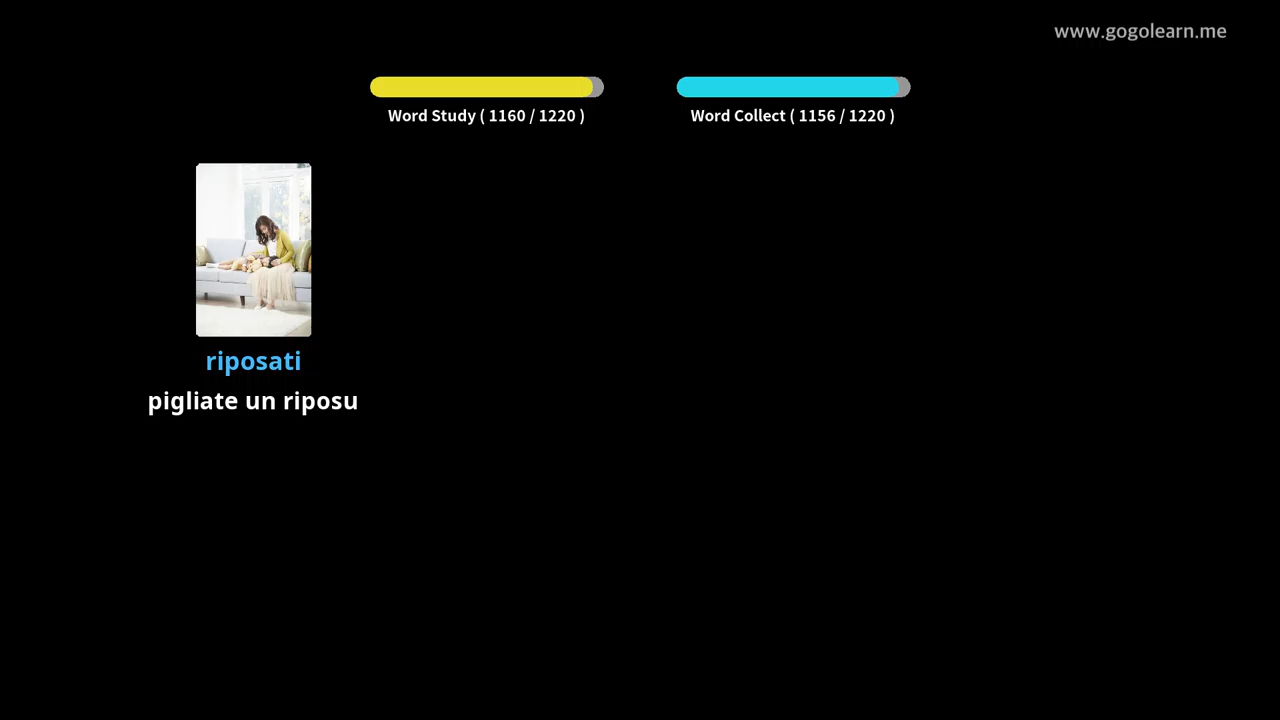 www.gogolearn.me
Word Study ( 1160 / 1220 )
Word Collect ( 1156 / 1220 )
riposati
pigliate un riposu